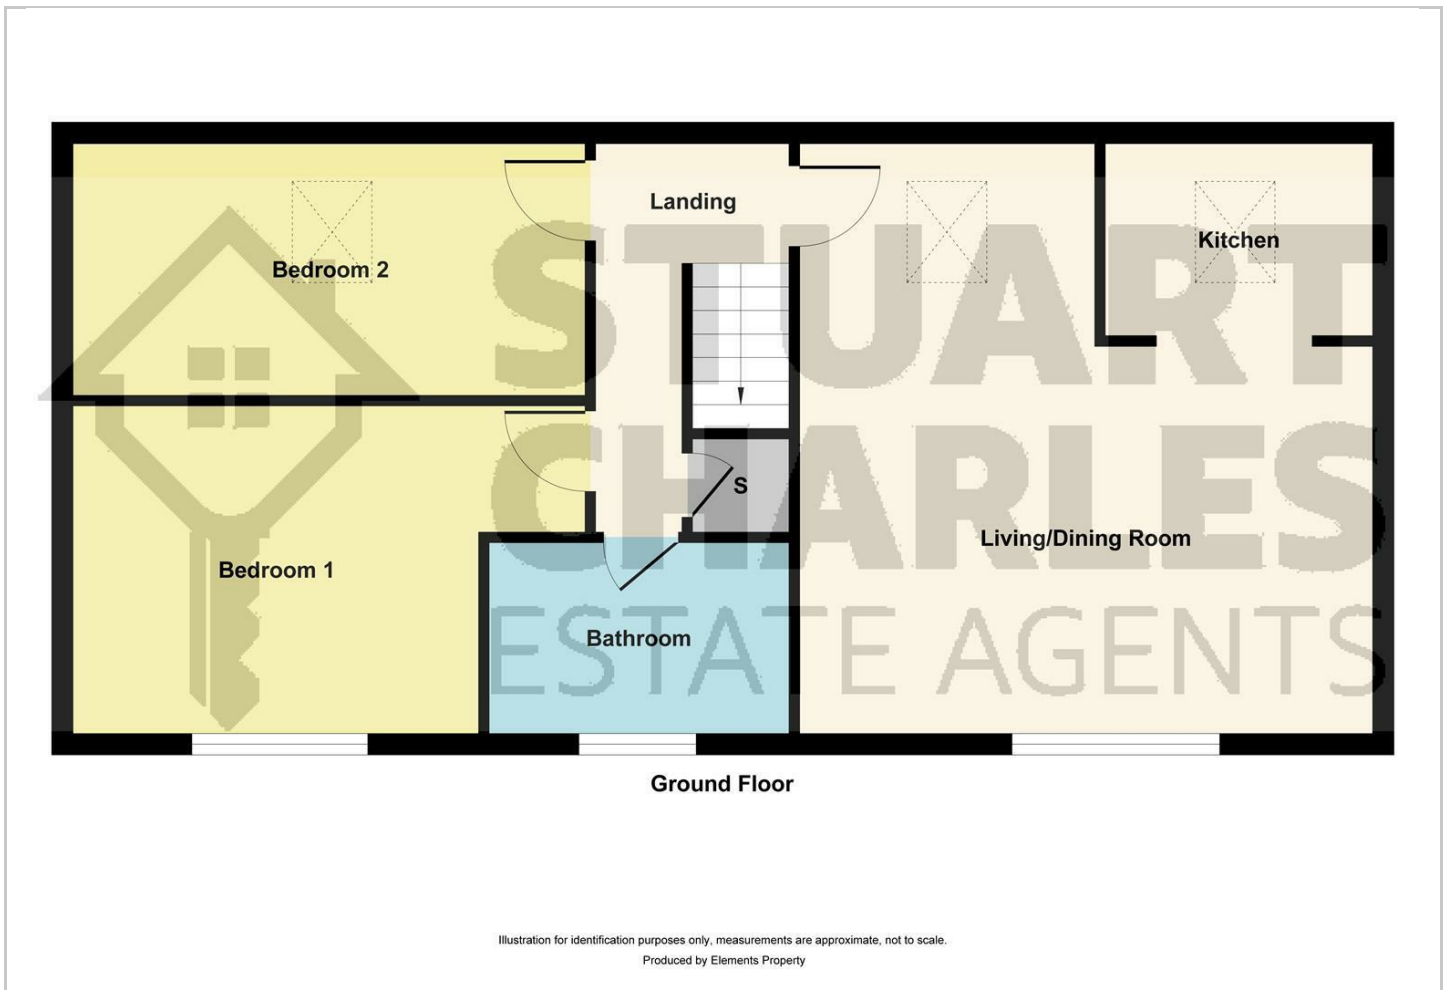 Landing
Kitchen
Bedroom 2
S
Living/Dining Room
Bedroom 1
Bathroom
STUART
CHARLES
ESTATE AGENTS
Ground Floor
Illustration for identification purposes only, measurements are approximate, not to scale.
Produced by Elements Property